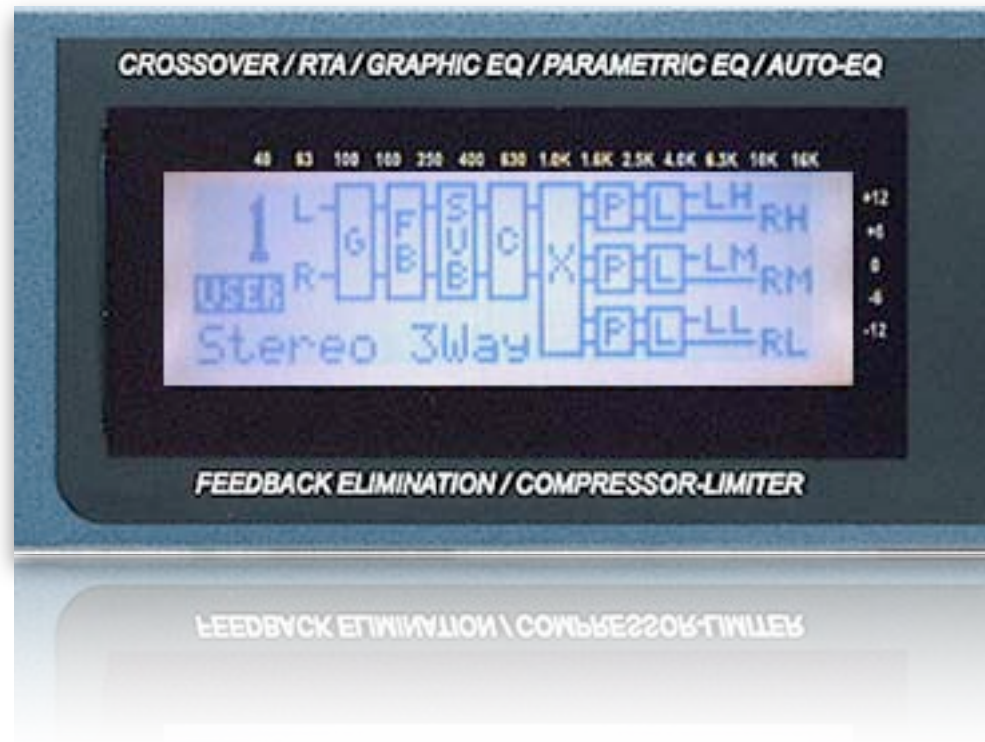 CROSSOVER / RTA / GRAPHIC EQ / PARAMETRIC EQ / AUTO-EQ
40 63 100 160 250 400 630 1.0K 1.6K 2.5K 4.0K 6.3K 10K 16K
1 L G FB SUB C X P L LH RH
+12
+6
USER R P L LM RM
0
-6
Stereo 3Way P L LL RL
-12
FEEDBACK ELIMINATION / COMPRESSOR-LIMITER
FEEDBACK ELIMINATION / COMPRESSOR-LIMITER